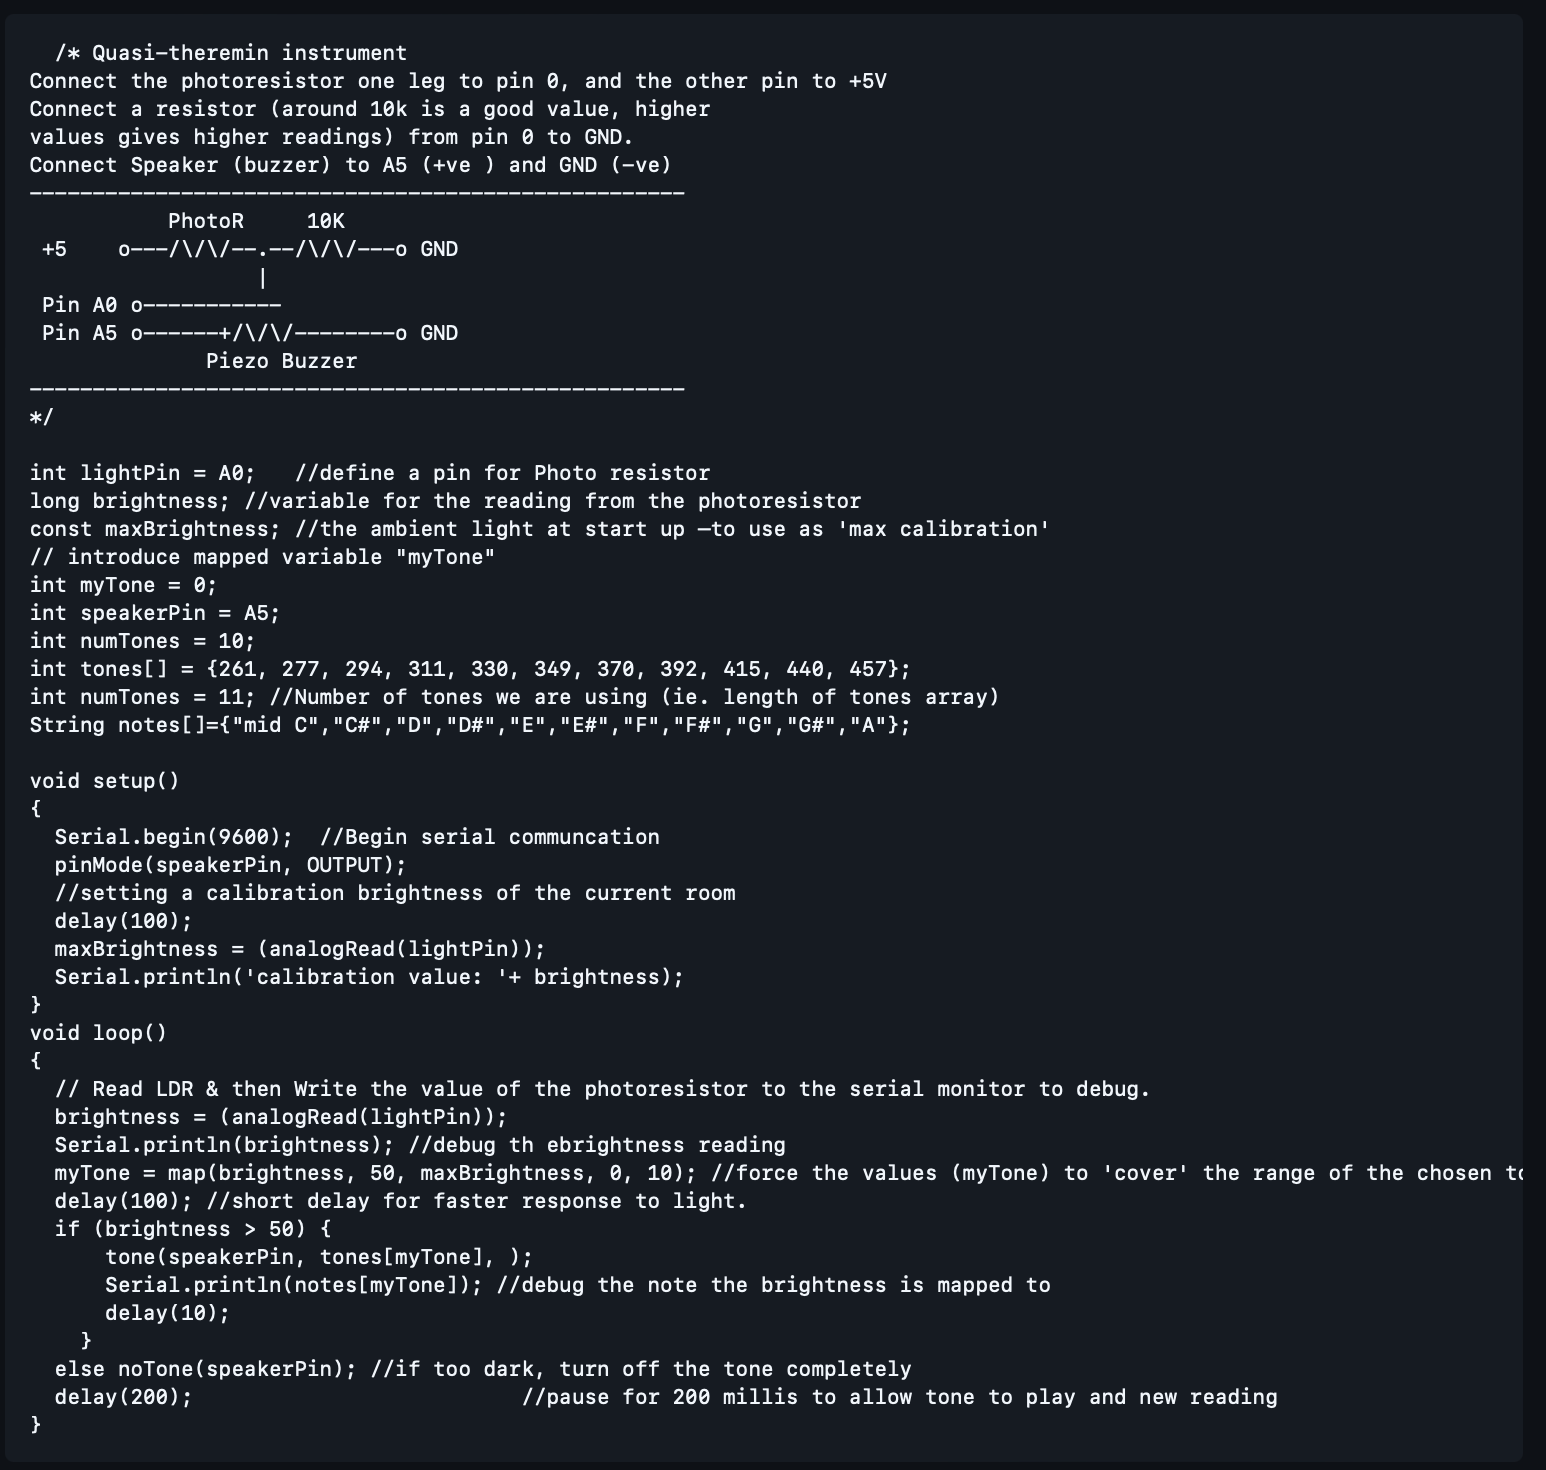 /* Quasi-theremin instrument
Connect the photoresistor one leg to pin 0, and the other pin to +5V
Connect a resistor (around 10k is a good value, higher
values gives higher readings) from pin 0 to GND.
Connect Speaker (buzzer) to A5 (+ve ) and GND (-ve)
----------------------------------------------------
           PhotoR     10K
 +5    o---/\/\/--.--/\/\/---o GND
                  |
 Pin A0 o-----------
 Pin A5 o------+/\/\/--------o GND
              Piezo Buzzer
----------------------------------------------------
*/

int lightPin = A0;   //define a pin for Photo resistor
long brightness; //variable for the reading from the photoresistor
const maxBrightness; //the ambient light at start up —to use as 'max calibration'
// introduce mapped variable "myTone"
int myTone = 0;
int speakerPin = A5;
int numTones = 10;
int tones[] = {261, 277, 294, 311, 330, 349, 370, 392, 415, 440, 457};
int numTones = 11; //Number of tones we are using (ie. length of tones array)
String notes[]={"mid C","C#","D","D#","E","E#","F","F#","G","G#","A"};

void setup()
{
  Serial.begin(9600);  //Begin serial communcation
  pinMode(speakerPin, OUTPUT);
  //setting a calibration brightness of the current room
  delay(100);
  maxBrightness = (analogRead(lightPin));
  Serial.println('calibration value: '+ brightness);
}
void loop()
{
  // Read LDR & then Write the value of the photoresistor to the serial monitor to debug.
  brightness = (analogRead(lightPin));
  Serial.println(brightness); //debug th ebrightness reading
  myTone = map(brightness, 50, maxBrightness, 0, 10); //force the values (myTone) to 'cover' the range of the chosen
  delay(100); //short delay for faster response to light.
  if (brightness > 50) {
      tone(speakerPin, tones[myTone], );
      Serial.println(notes[myTone]); //debug the note the brightness is mapped to
      delay(10);
    }
  else noTone(speakerPin); //if too dark, turn off the tone completely
  delay(200);                          //pause for 200 millis to allow tone to play and new reading
}